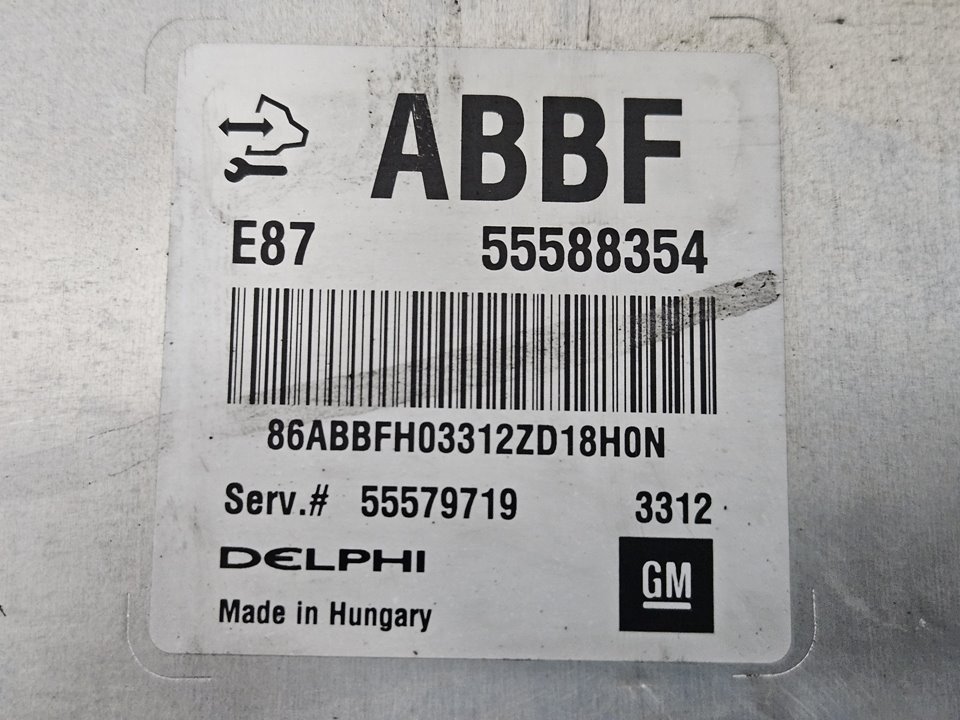 ABBF
E87 55588354
86ABBFH03312ZD18H0N
Serv.# 55579719 3312
DELPHI
GM
Made in Hungary